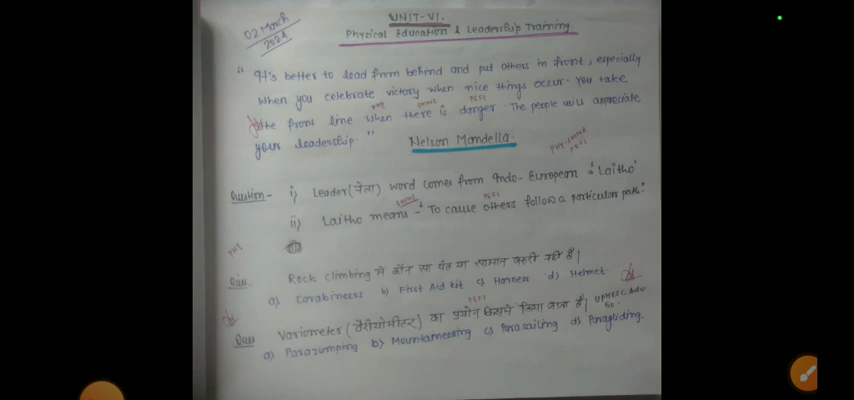 02 March
2024
UNIT-VI.
Physical Education & Leadership Training.
" It's better to lead from behind and put others in front, especially
when you celebrate victory when nice things occur. You take
the front line when there is danger. The people will appreciate
your leadership. "
Nelson Mandella.
Question - i) Leader (नेता) word comes from Indo-European "Laitho"
ii) Laitho means - "To cause others follow a particular path."
Ques. Rock climbing में कौन सा यंत्र या सामान जरूरी नहीं है।
a) Carabiners b) First Aid kit c) Harness d) Helmet.
Ques Variometer (वैरीयोमीटर) का प्रयोग किसमें किया जाता है।
a) Parajumping b) Mountaineering c) Parasailing d) Paragliding.